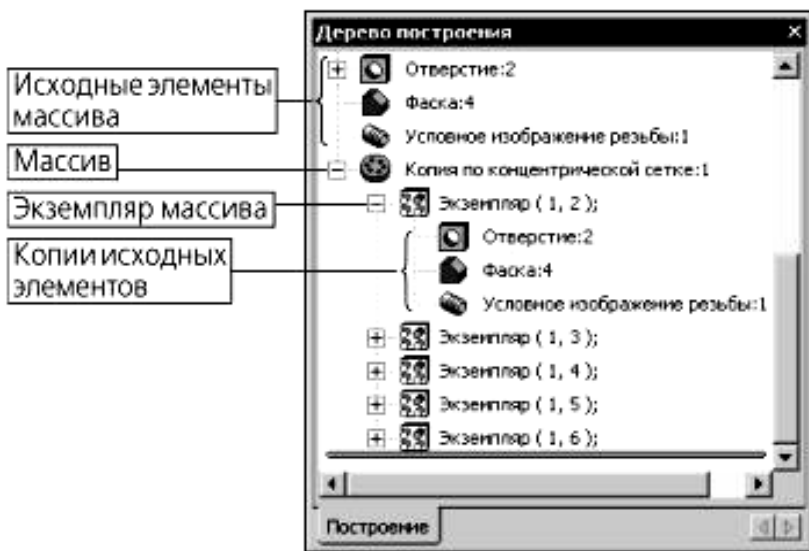 Дерево построения
Исходные элементы
массива
Массив
Экземпляр массива
Копии исходных
элементов
Отверстие:2
Фаска:4
Условное изображение резьбы:1
Копия по концентрической сетке:1
Экземпляр ( 1, 2 );
Отверстие:2
Фаска:4
Условное изображение резьбы:1
Экземпляр ( 1, 3 );
Экземпляр ( 1, 4 );
Экземпляр ( 1, 5 );
Экземпляр ( 1, 6 );
Построение